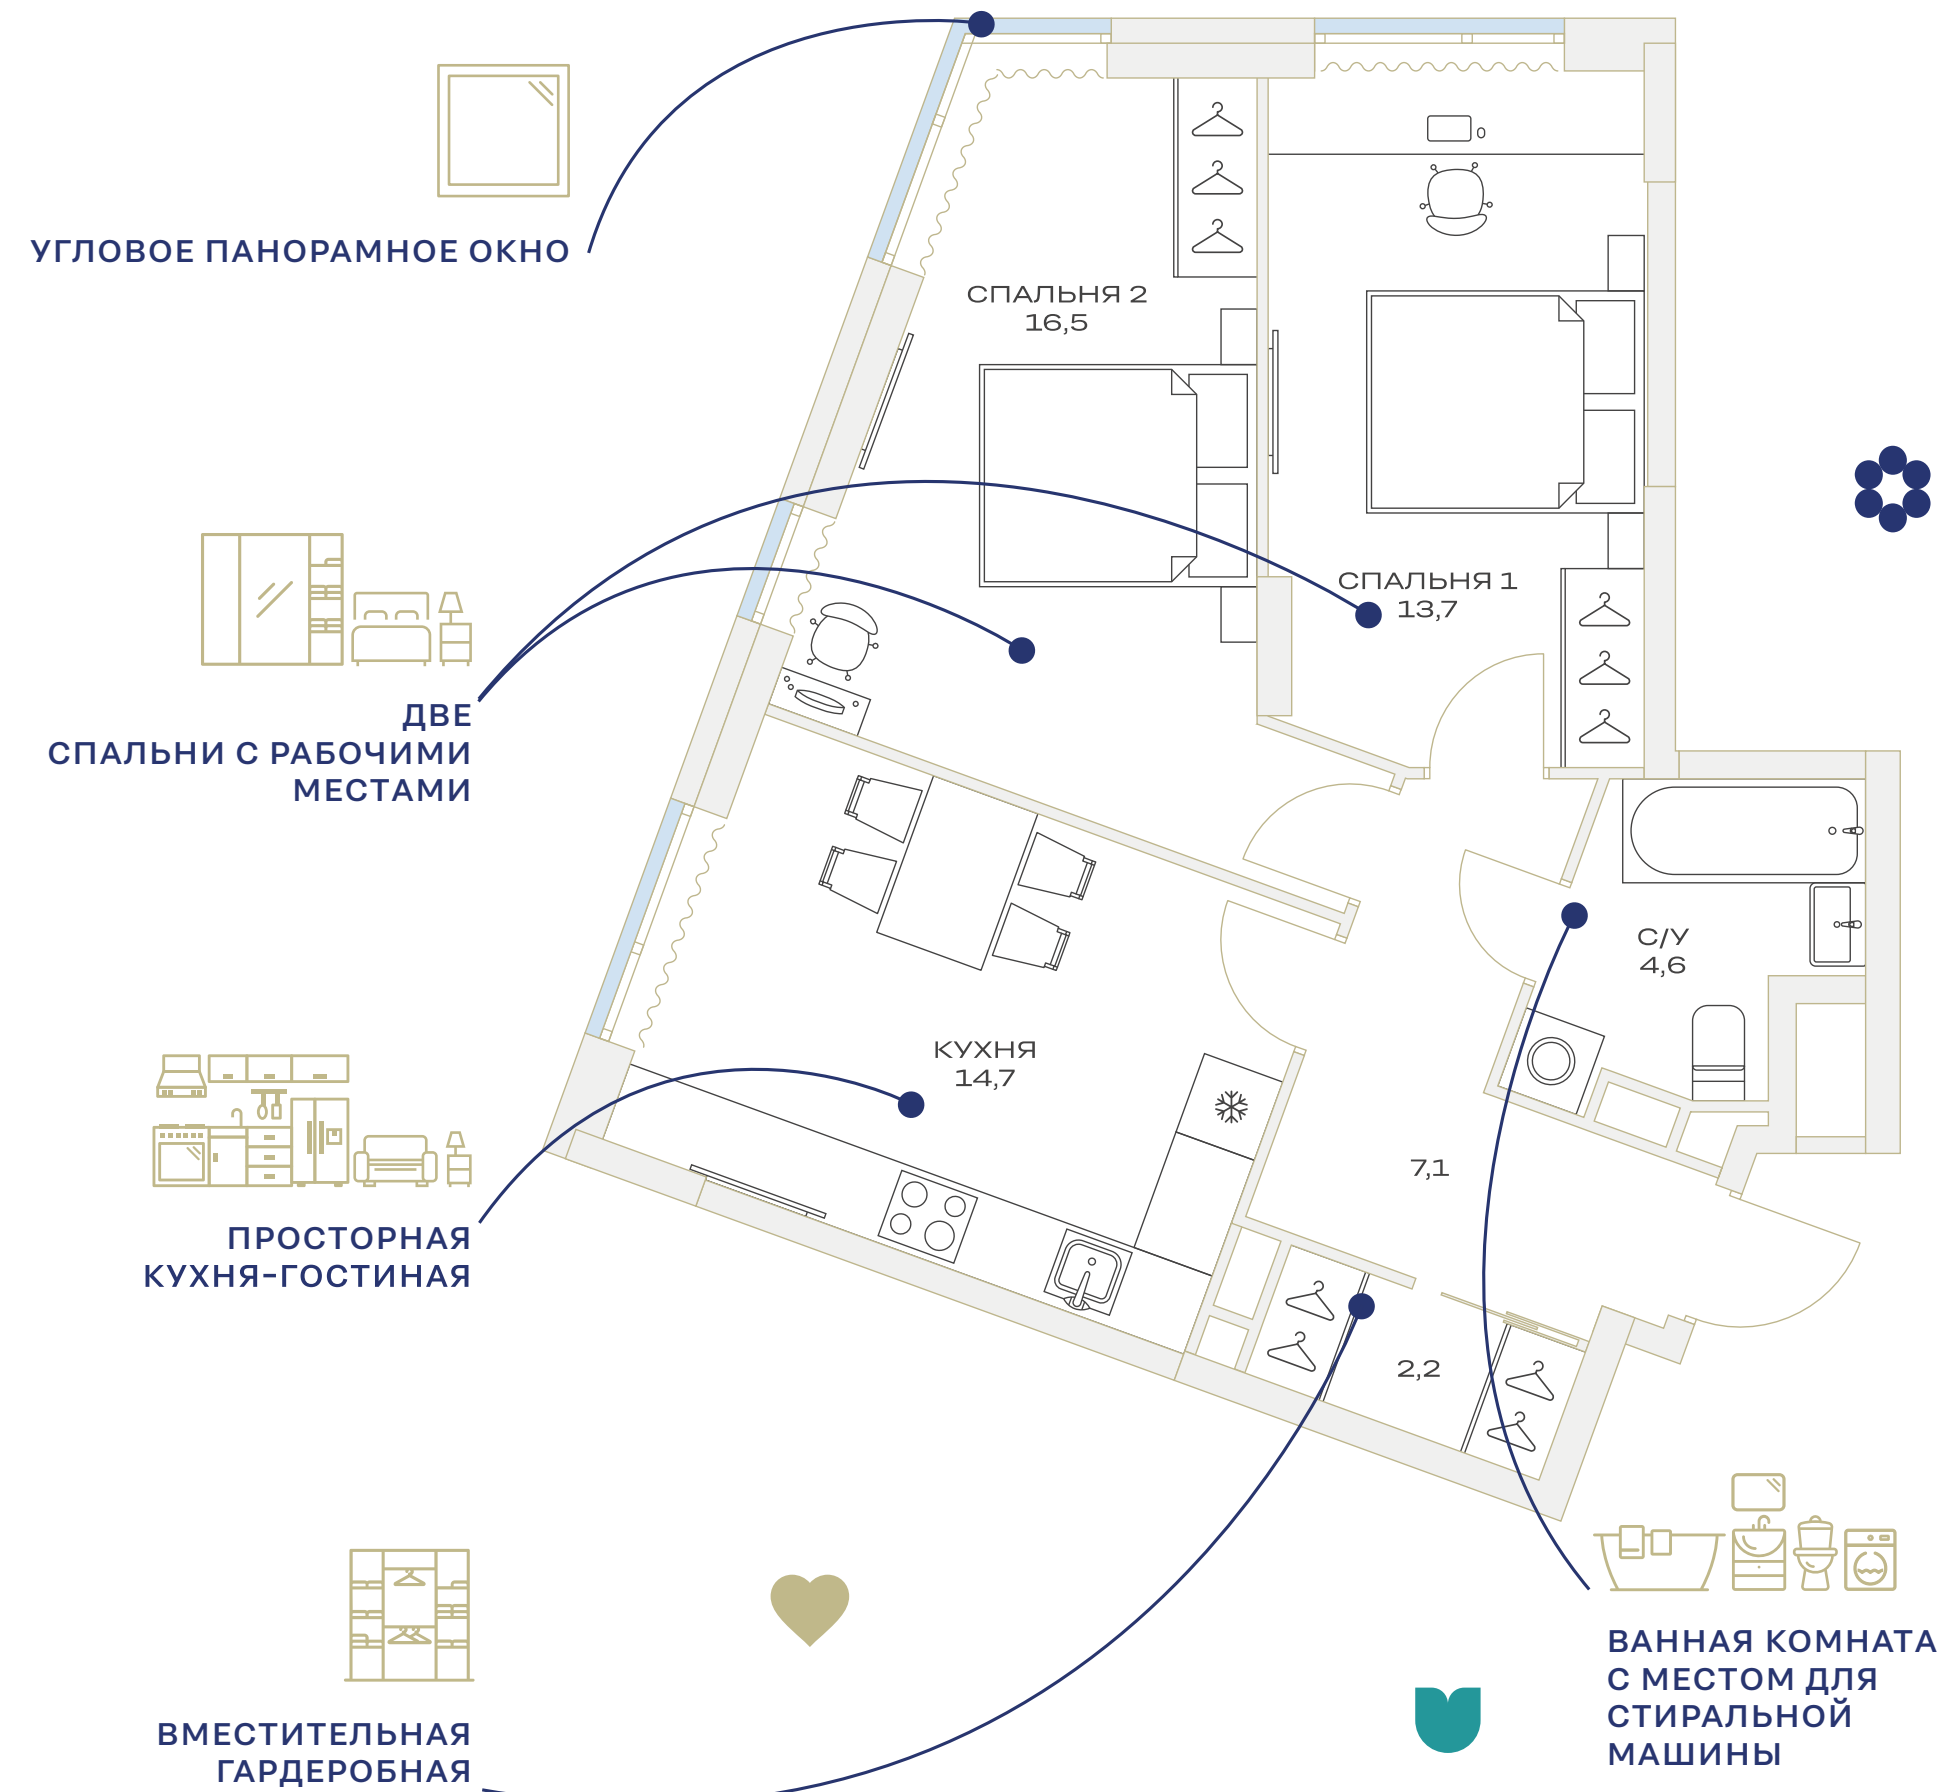 УГЛОВОЕ ПАНОРАМНОЕ ОКНО
СПАЛЬНЯ 2
16,5
СПАЛЬНЯ 1
13,7
ДВЕ
СПАЛЬНИ С РАБОЧИМИ
МЕСТАМИ
С/У
4,6
КУХНЯ
14,7
7,1
ПРОСТОРНАЯ
КУХНЯ-ГОСТИНАЯ
2,2
ВМЕСТИТЕЛЬНАЯ
ГАРДЕРОБНАЯ
ВАННАЯ КОМНАТА
С МЕСТОМ ДЛЯ
СТИРАЛЬНОЙ
МАШИНЫ